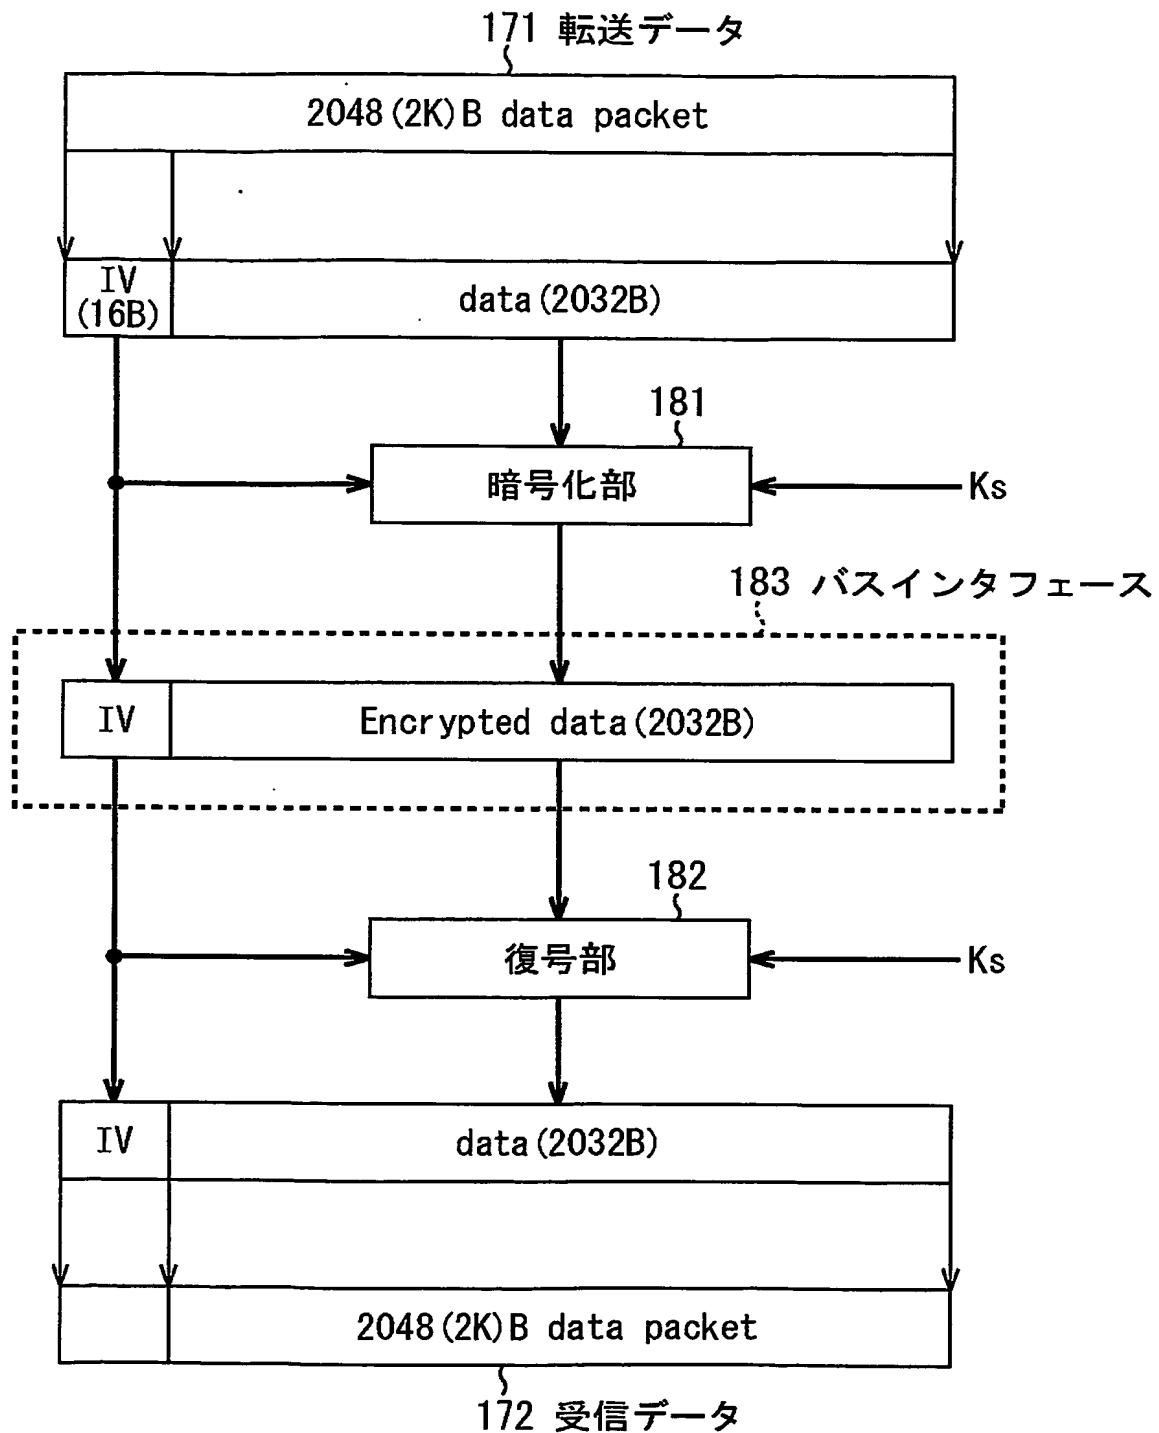 171 転送データ
2048(2K)B data packet
IV
(16B)
data(2032B)
181
暗号化部
Ks
183 バスインタフェース
IV
Encrypted data(2032B)
182
復号部
Ks
IV
data(2032B)
2048(2K)B data packet
172 受信データ